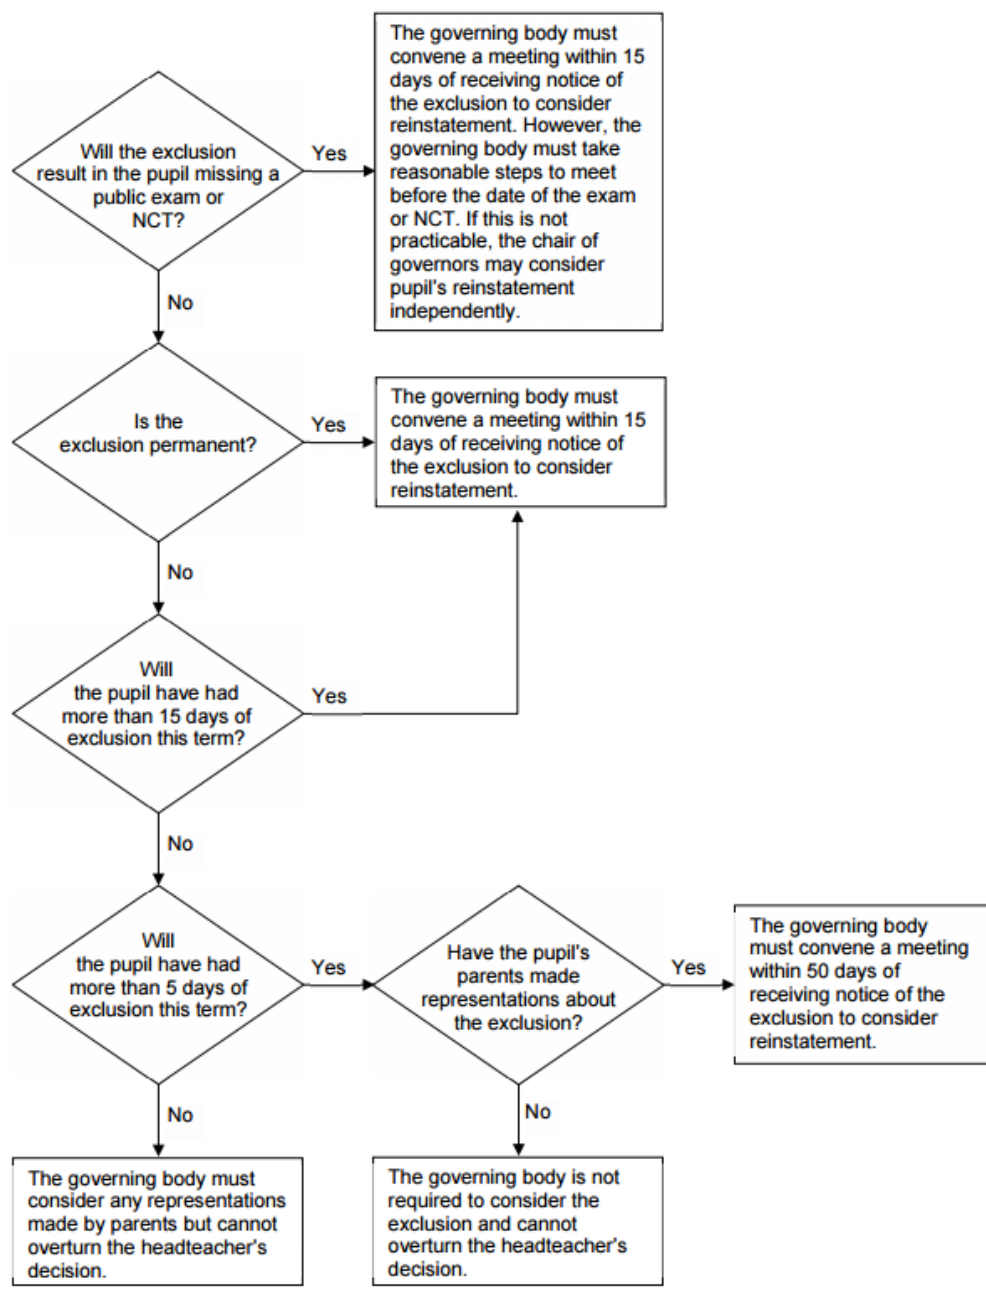 The governing body must
convene a meeting within 15
days of receiving notice of
the exclusion to consider
reinstatement. However, the
governing body must take
reasonable steps to meet
before the date of the exam
or NCT. If this is not
practicable, the chair of
governors may consider
pupil's reinstatement
independently.
Will the exclusion
result in the pupil missing a
public exam or
NCT?
Yes
No
Is the
exclusion permanent?
Yes
The governing body must
convene a meeting within 15
days of receiving notice of
the exclusion to consider
reinstatement.
No
Will
the pupil have had
more than 15 days of
exclusion this term?
Yes
No
Will
the pupil have had
more than 5 days of
exclusion this term?
Yes
Have the pupil's
parents made
representations about
the exclusion?
Yes
The governing body
must convene a meeting
within 50 days of
receiving notice of the
exclusion to consider
reinstatement.
No
No
The governing body must
consider any representations
made by parents but cannot
overturn the headteacher's
decision.
The governing body is not
required to consider the
exclusion and cannot
overturn the headteacher's
decision.